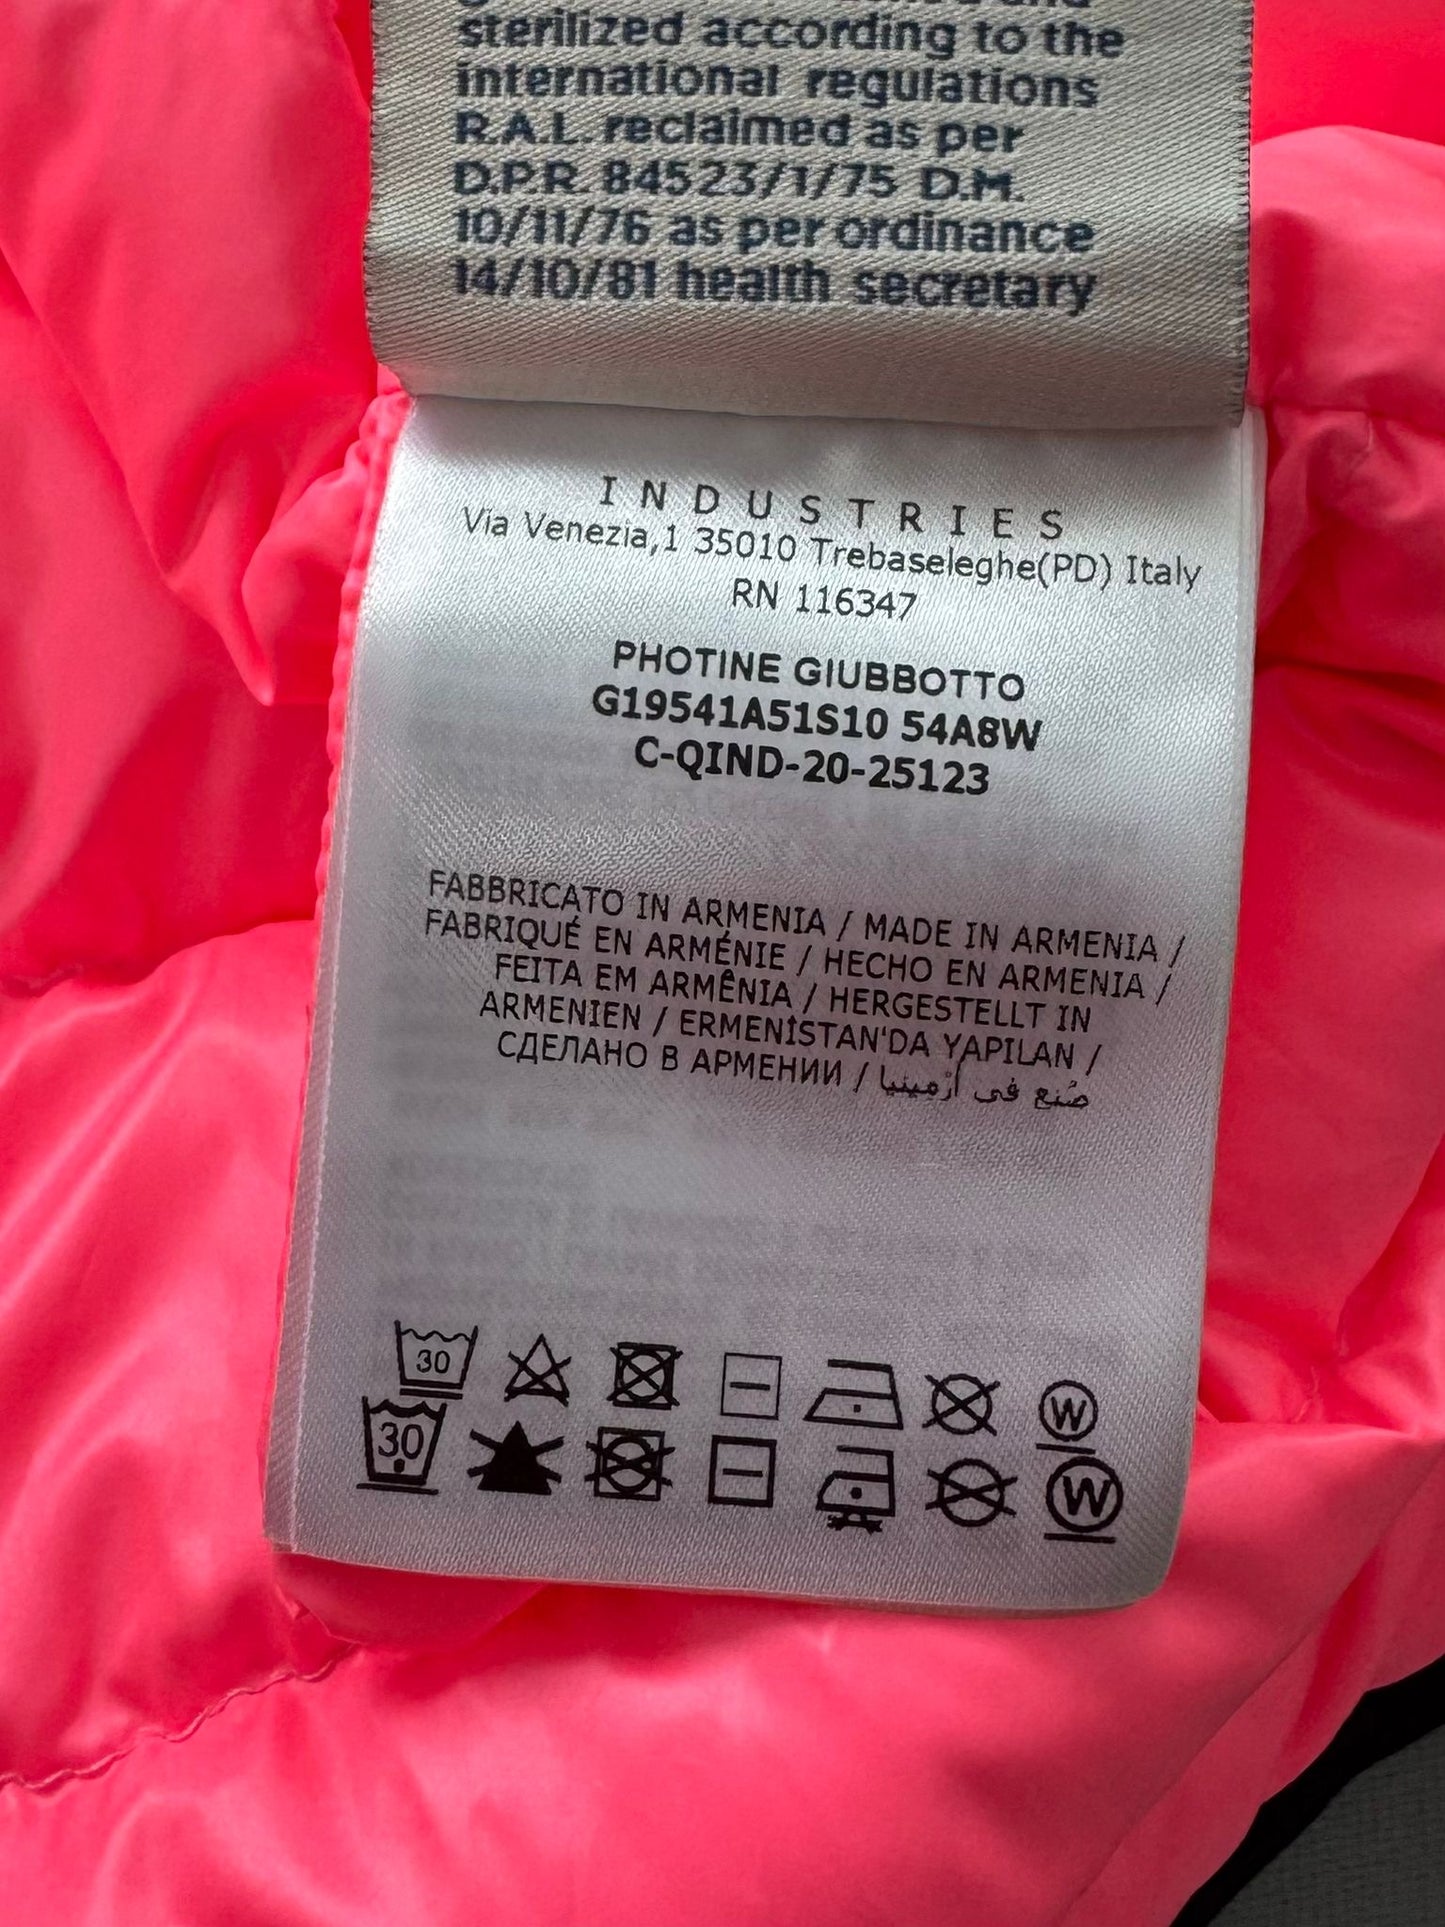 sterilized according to the
international regulations
R.A.L. reclaimed as per
D.P.R. 84523/1/75 D.M.
10/11/76 as per ordinance
14/10/81 health secretary
INDUSTRIES
Via Venezia,1 35010 Trebaseleghe(PD) Italy
RN 116347
PHOTINE GIUBBOTTO
G19541A51S10 54A8W
C-QIND-20-25123
FABBRICATO IN ARMENIA / MADE IN ARMENIA /
FABRIQUÉ EN ARMÉNIE / HECHO EN ARMENIA /
FEITA EM ARMÊNIA / HERGESTELLT IN
ARMENIEN / ERMENİSTAN'DA YAPILAN /
СДЕЛАНО В АРМЕНИИ / صُنع في أرمينيا
30 W
30 W